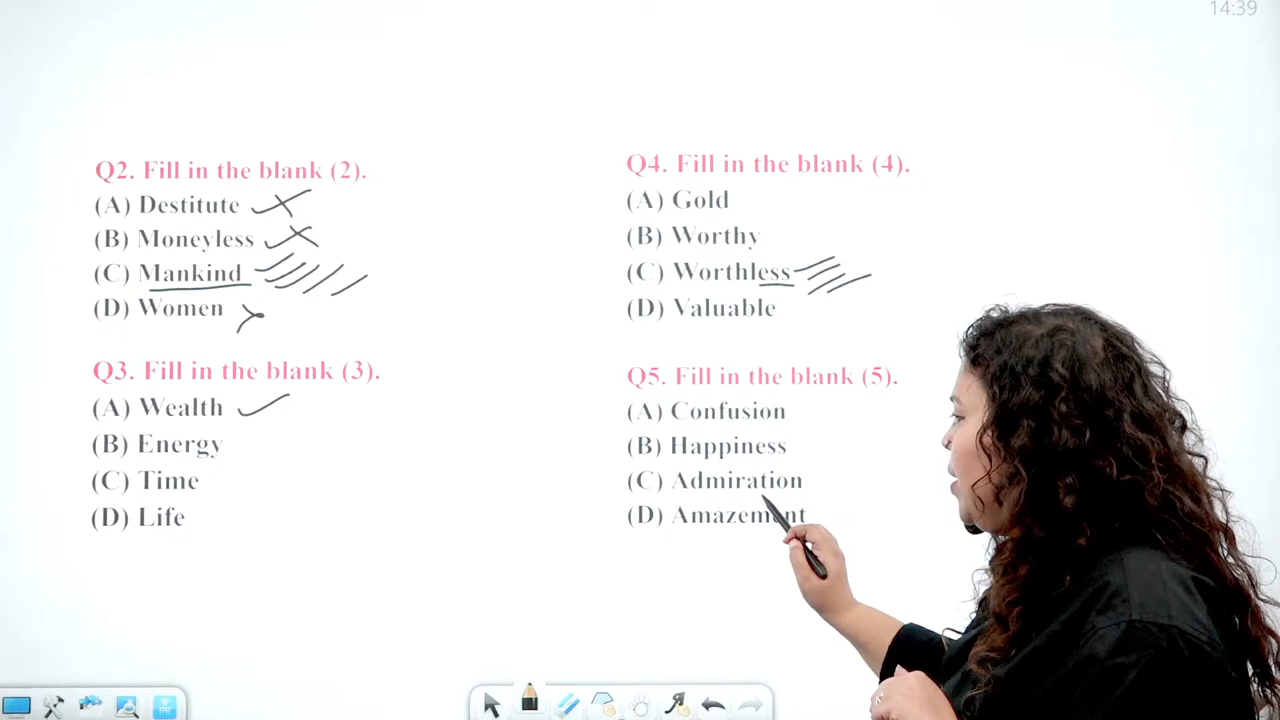 14:39
Q2. Fill in the blank (2).
(A) Destitute
(B) Moneyless
(C) Mankind
(D) Women
Q3. Fill in the blank (3).
(A) Wealth
(B) Energy
(C) Time
(D) Life
Q4. Fill in the blank (4).
(A) Gold
(B) Worthy
(C) Worthless
(D) Valuable
Q5. Fill in the blank (5).
(A) Confusion
(B) Happiness
(C) Admiration
(D) Amazement